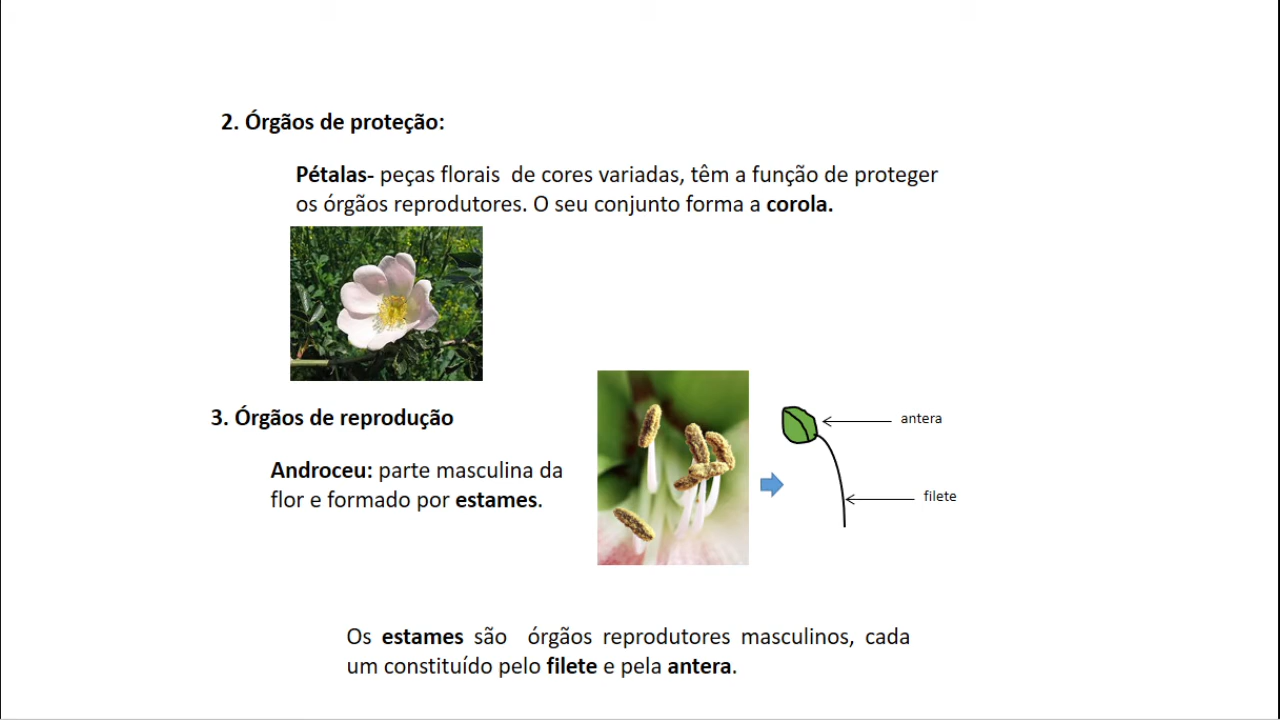 2. Órgãos de proteção:
Pétalas- peças florais de cores variadas, têm a função de proteger
os órgãos reprodutores. O seu conjunto forma a corola.
3. Órgãos de reprodução
Androceu: parte masculina da
flor e formado por estames.
antera
filete
Os estames são órgãos reprodutores masculinos, cada
um constituído pelo filete e pela antera.